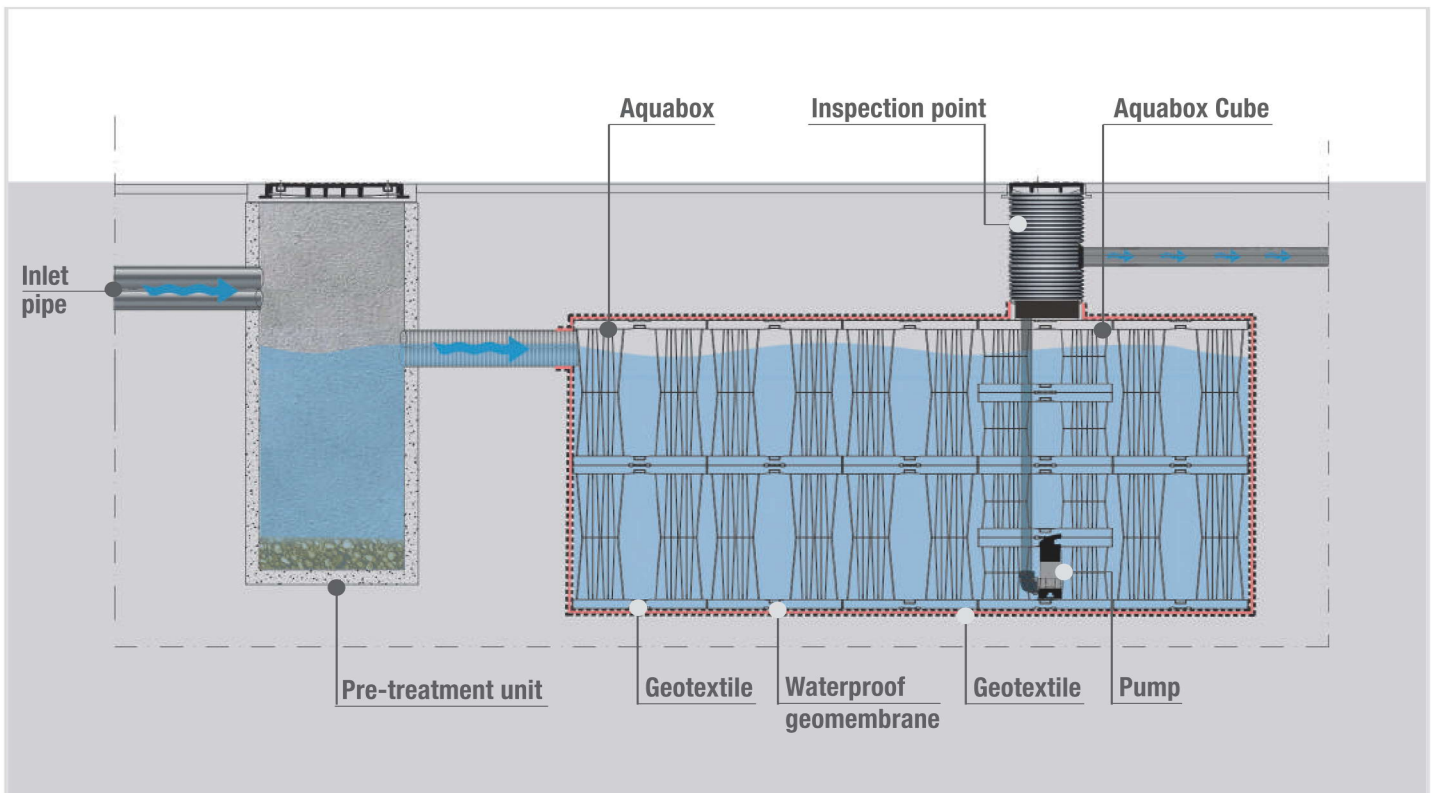 Aquabox
Inspection point
Aquabox Cube
Inlet
pipe
Pre-treatment unit
Geotextile
Waterproof
geomembrane
Geotextile
Pump